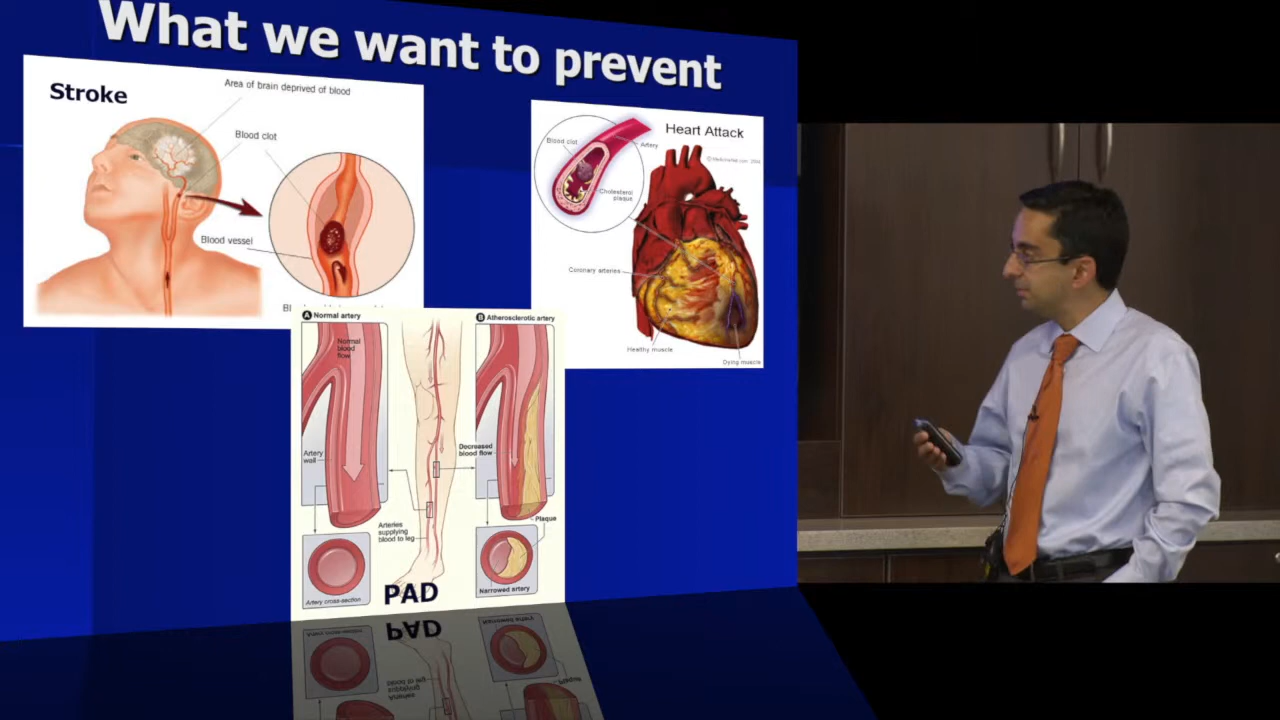 What we want to prevent
Stroke
Area of brain deprived of blood
Blood clot
Blood vessel
Bl
Heart Attack
Blood clot
Artery
Cholesterol
plaque
Coronary arteries
Healthy muscle
Dying muscle
A Normal artery
Normal
blood
flow
Artery
wall
Artery cross-section
Arteries
supplying
blood to leg
PAD
B Atherosclerotic artery
Decreased
blood flow
Plaque
Narrowed artery